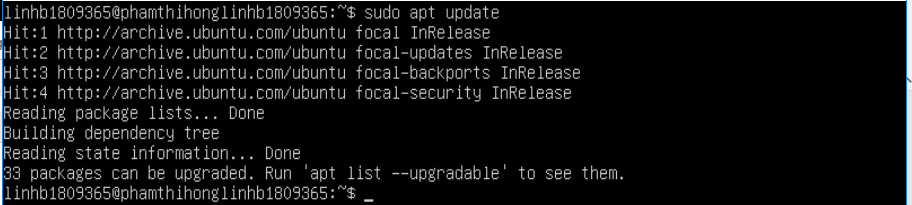 linhb1809365@phamthihonglinhb1809365:~$ sudo apt update
Hit:1 http://archive.ubuntu.com/ubuntu focal InRelease
Hit:2 http://archive.ubuntu.com/ubuntu focal-updates InRelease
Hit:3 http://archive.ubuntu.com/ubuntu focal-backports InRelease
Hit:4 http://archive.ubuntu.com/ubuntu focal-security InRelease
Reading package lists... Done
Building dependency tree
Reading state information... Done
33 packages can be upgraded. Run 'apt list --upgradable' to see them.
linhb1809365@phamthihonglinhb1809365:~$ _